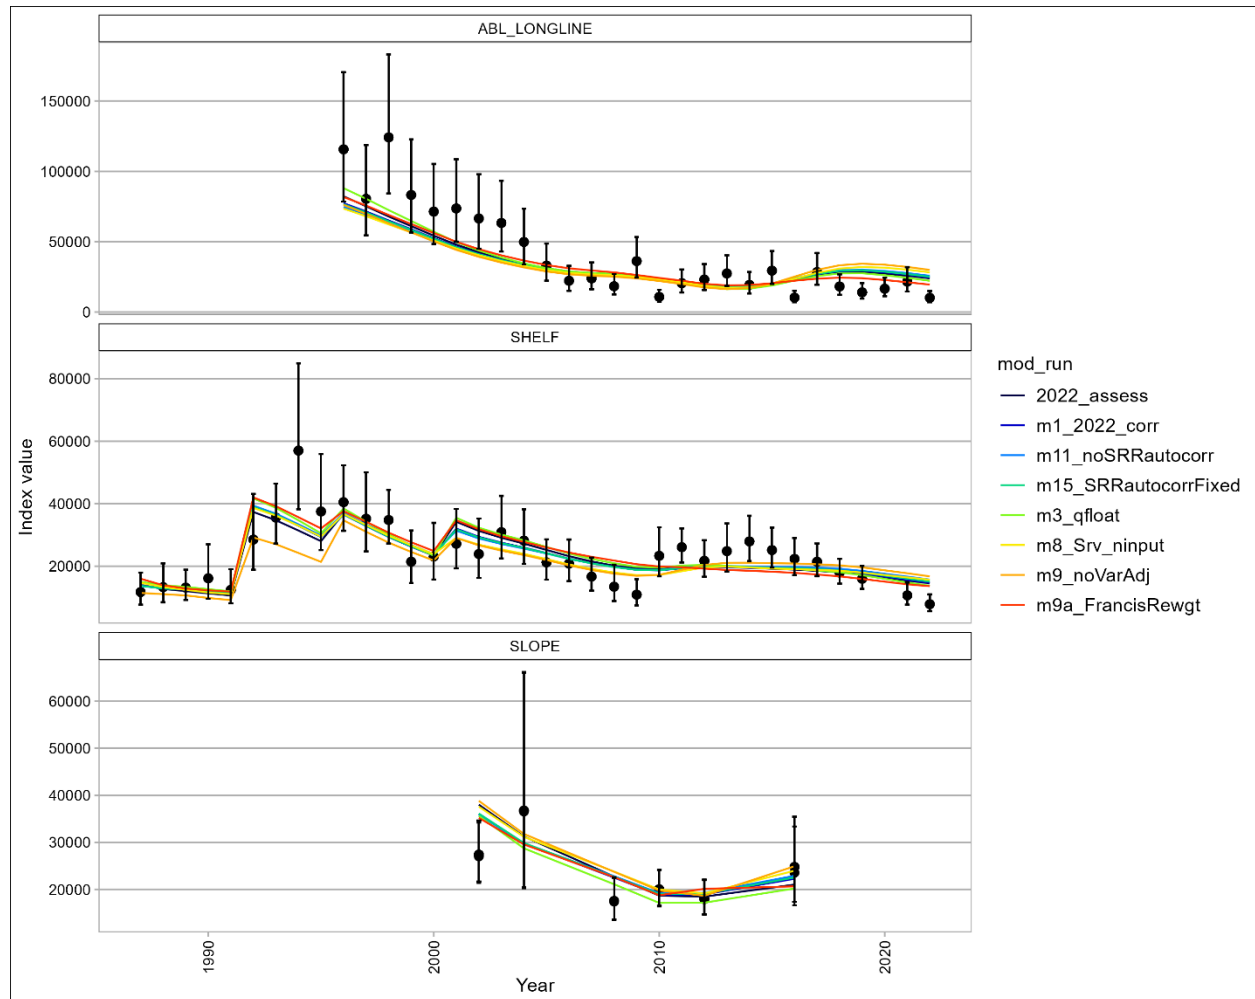 ABL_LONGLINE
150000
100000
50000
0
SHELF
80000
60000
40000
20000
SLOPE
60000
50000
40000
30000
20000
1990
2000
2010
2020
Year
Index value
mod_run
2022_assess
m1_2022_corr
m11_noSRRautocorr
m15_SRRautocorrFixed
m3_qfloat
m8_Srv_ninput
m9_noVarAdj
m9a_FrancisRewgt